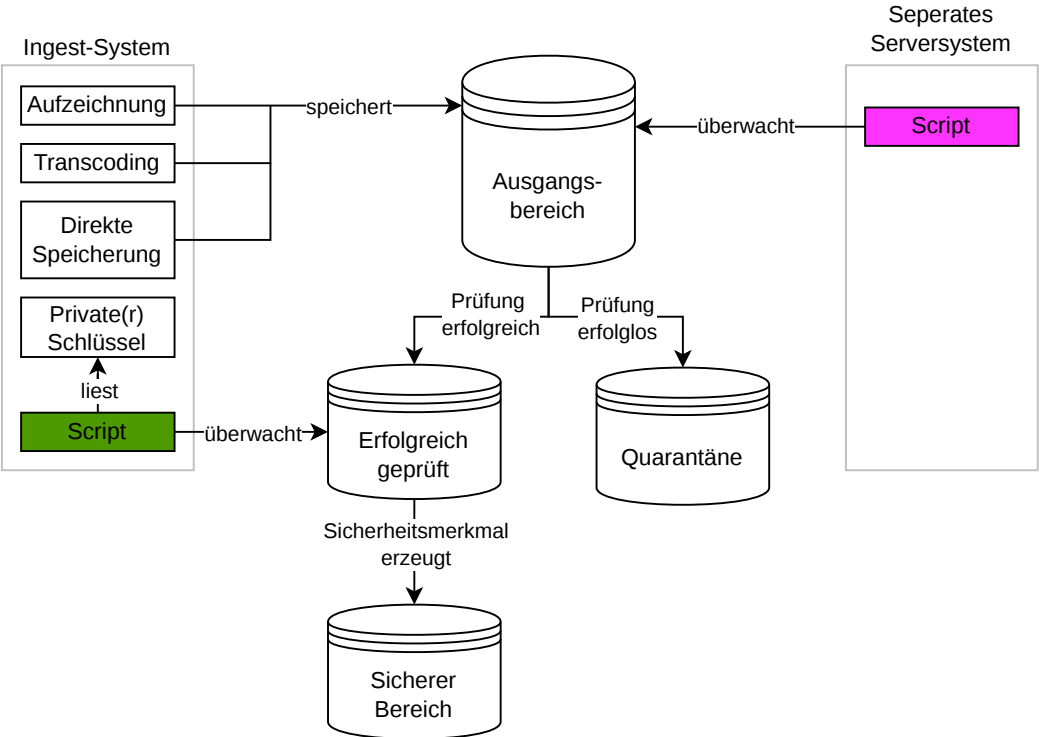 Seperates
Serversystem
Ingest-System
Aufzeichnung
speichert
überwacht
Script
Transcoding
Ausgangs-
bereich
Direkte
Speicherung
Private(r)
Schlüssel
Prüfung
erfolgreich
Prüfung
erfolglos
liest
Script
überwacht
Erfolgreich
geprüft
Quarantäne
Sicherheitsmerkmal
erzeugt
Sicherer
Bereich